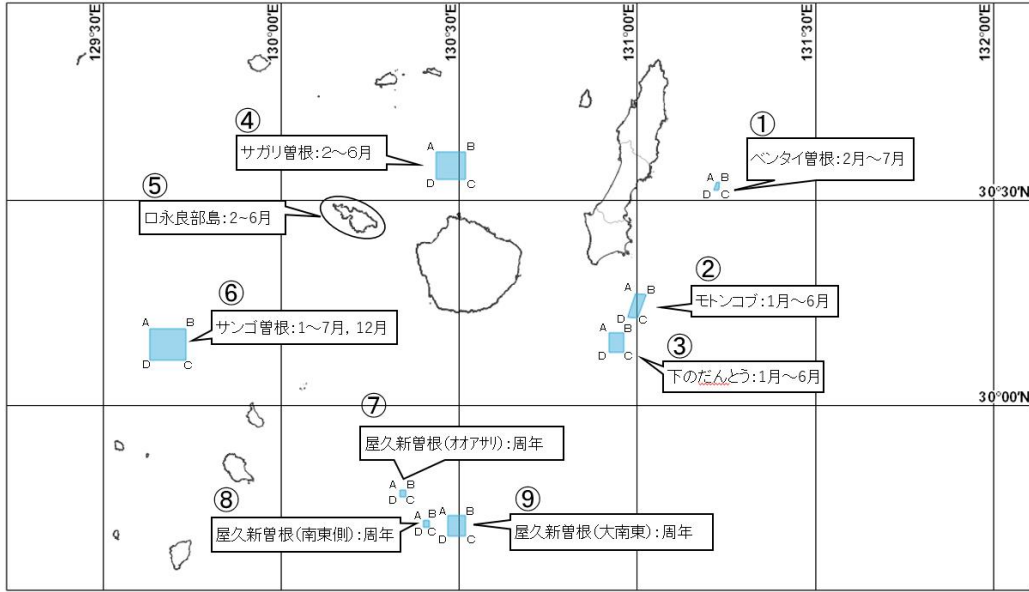 129°30'E
130°00'E
130°30'E
131°00'E
131°30'E
132°00'E
④
サガリ曽根:2〜6月
A B
D C
①
ベンタイ曽根:2月〜7月
A B
D C
30°30'N
⑤
口永良部島:2~6月
②
モトンコブ:1月〜6月
A B
D C
⑥
サンゴ曽根:1〜7月,12月
A B
D C
③
下のだんとう:1月〜6月
A B
D C
30°00'N
⑦
屋久新曽根(オオアサリ):周年
A B
D C
⑧
屋久新曽根(南東側):周年
A B
D C
⑨
屋久新曽根(大南東):周年
A B
D C